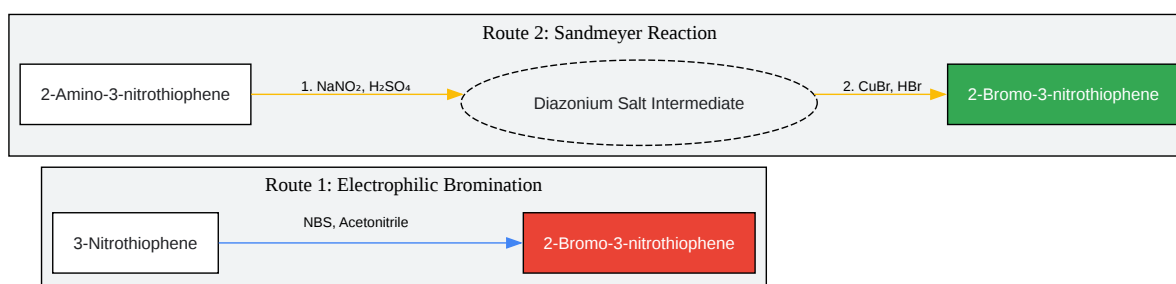 Route 2: Sandmeyer Reaction
2-Amino-3-nitrothiophene
1. NaNO₂, H₂SO₄
Diazonium Salt Intermediate
2. CuBr, HBr
2-Bromo-3-nitrothiophene
Route 1: Electrophilic Bromination
3-Nitrothiophene
NBS, Acetonitrile
2-Bromo-3-nitrothiophene